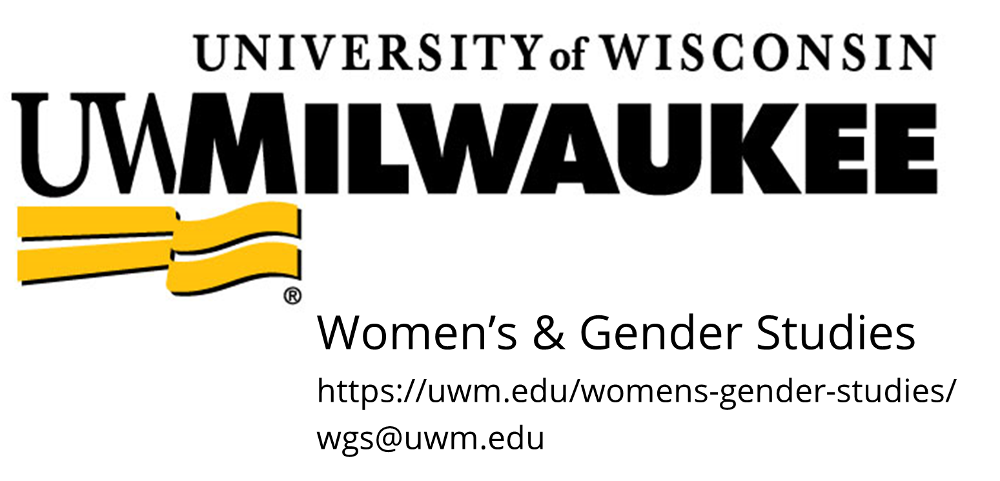 UNIVERSITY of WISCONSIN
UWMILWAUKEE
®
Women’s & Gender Studies
https://uwm.edu/womens-gender-studies/
wgs@uwm.edu